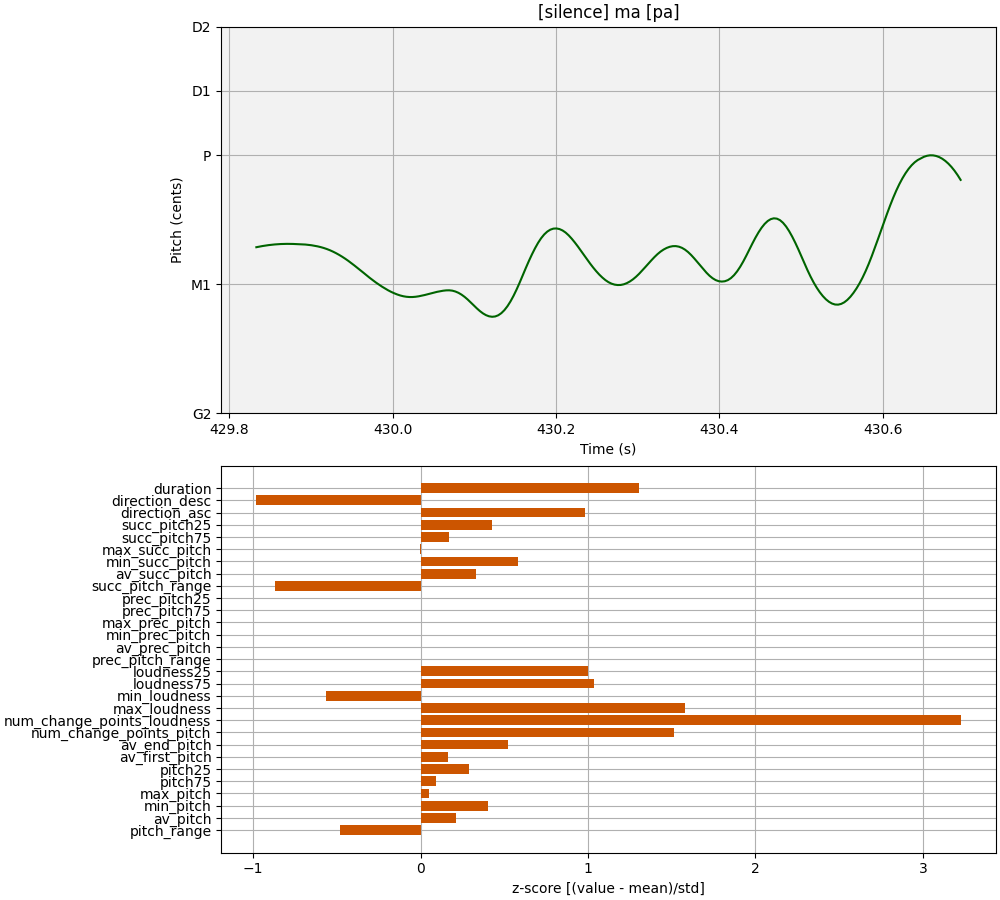 [silence] ma [pa]
D2
D1
P
M1
G2
Pitch (cents)
429.8 430.0 430.2 430.4 430.6
Time (s)
duration
direction_desc
direction_asc
succ_pitch25
succ_pitch75
max_succ_pitch
min_succ_pitch
av_succ_pitch
succ_pitch_range
prec_pitch25
prec_pitch75
max_prec_pitch
min_prec_pitch
av_prec_pitch
prec_pitch_range
loudness25
loudness75
min_loudness
max_loudness
num_change_points_loudness
num_change_points_pitch
av_end_pitch
av_first_pitch
pitch25
pitch75
max_pitch
min_pitch
av_pitch
pitch_range
−1 0 1 2 3
z-score [(value - mean)/std]